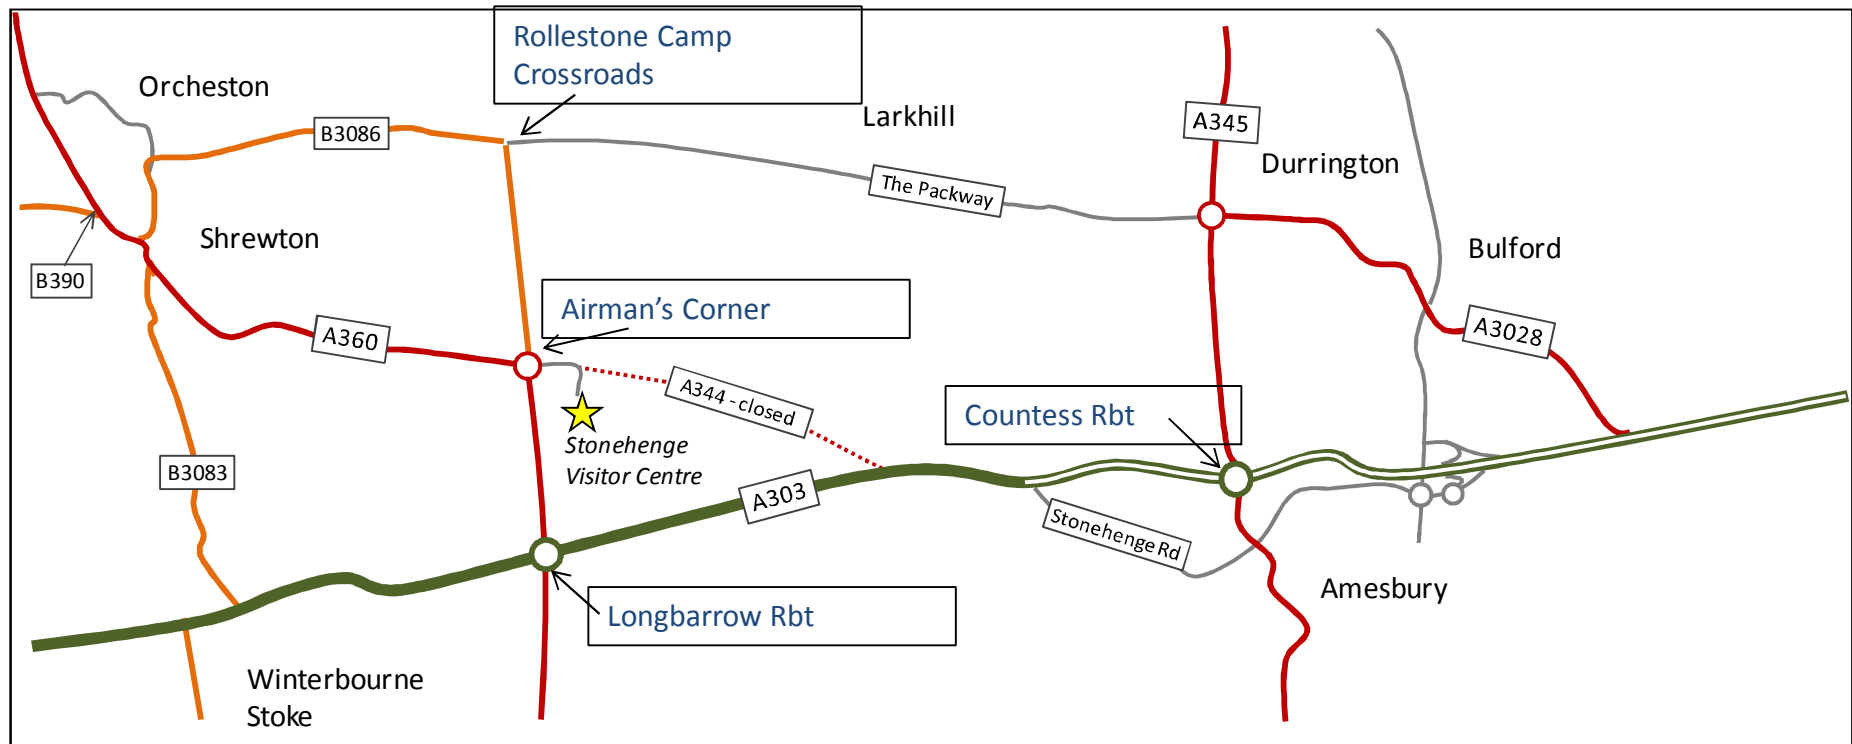 Rollestone Camp
Crossroads
Orcheston
Larkhill
B3086
A345
Durrington
The Packway
Shrewton
Bulford
B390
Airman’s Corner
A360
A3028
A344 - closed
Countess Rbt
Stonehenge
Visitor Centre
B3083
A303
Stonehenge Rd
Amesbury
Longbarrow Rbt
Winterbourne
Stoke